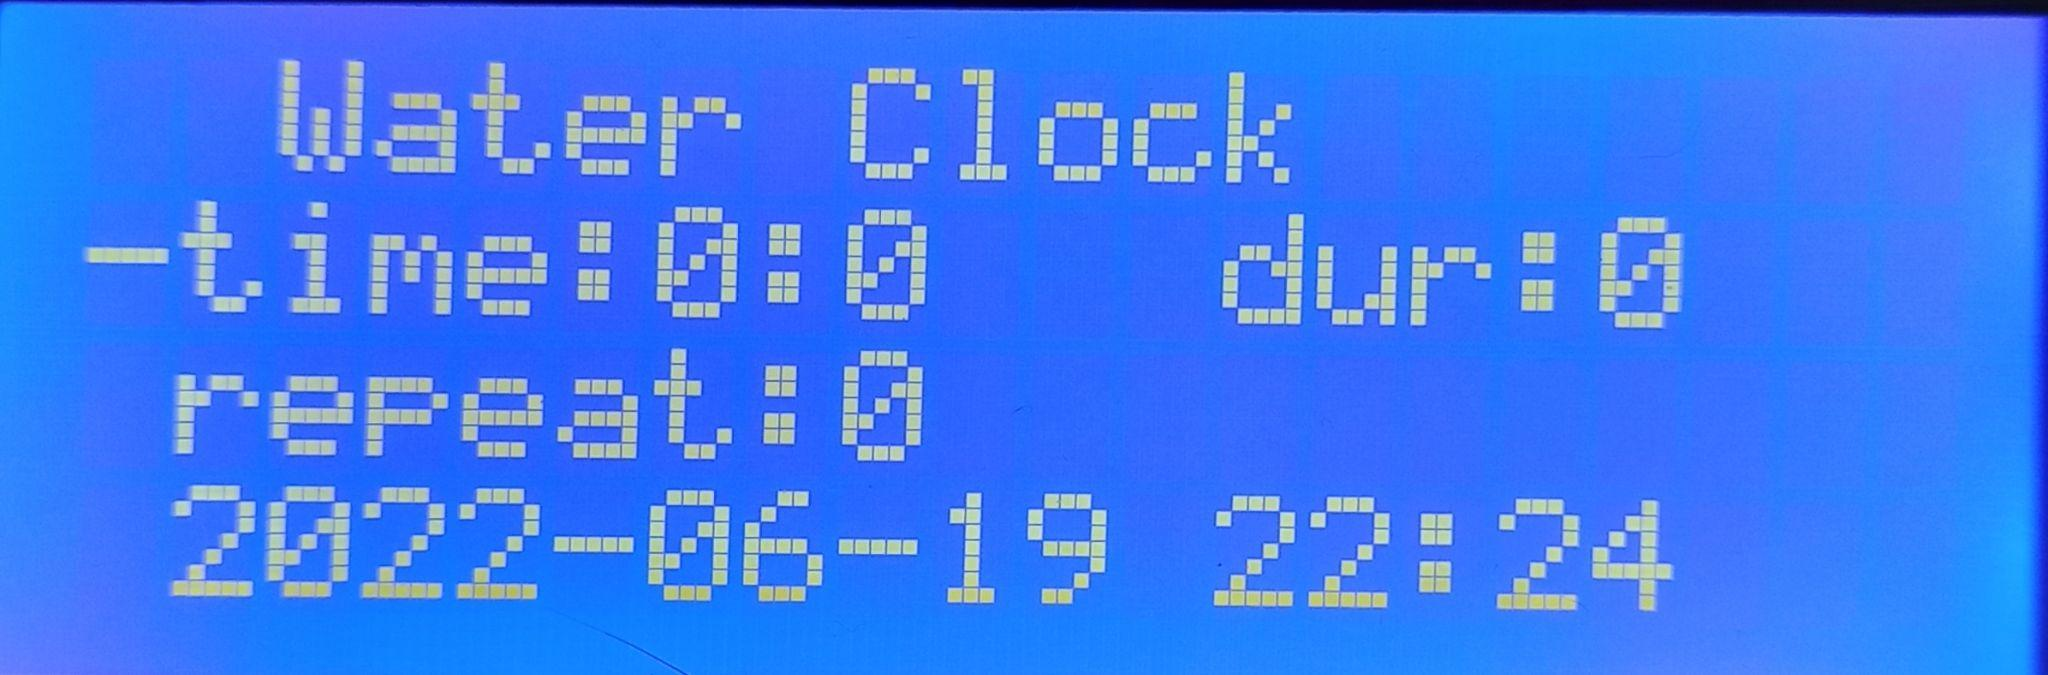 Water Clock
-time:0:0 dur:0
repeat:0
2022-06-19 22:24